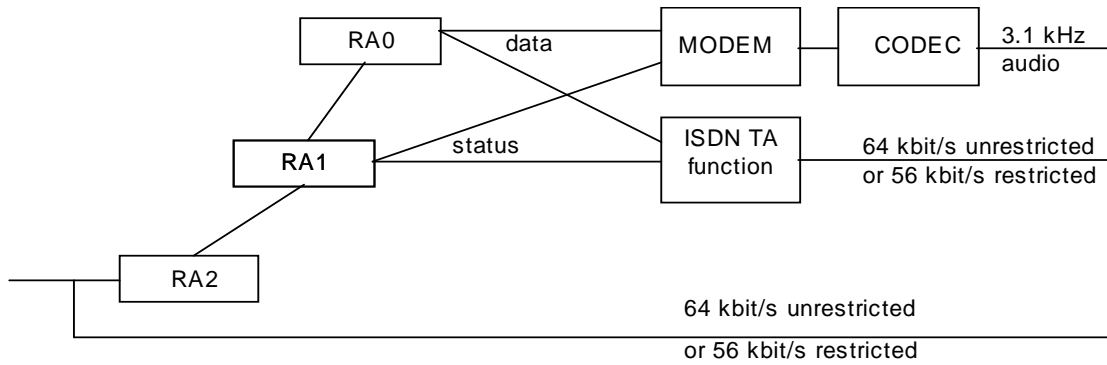 RA0
data
MODEM
CODEC
3.1 kHz
audio
RA1
status
ISDN TA
function
64 kbit/s unrestricted
or 56 kbit/s restricted
RA2
64 kbit/s unrestricted
or 56 kbit/s restricted